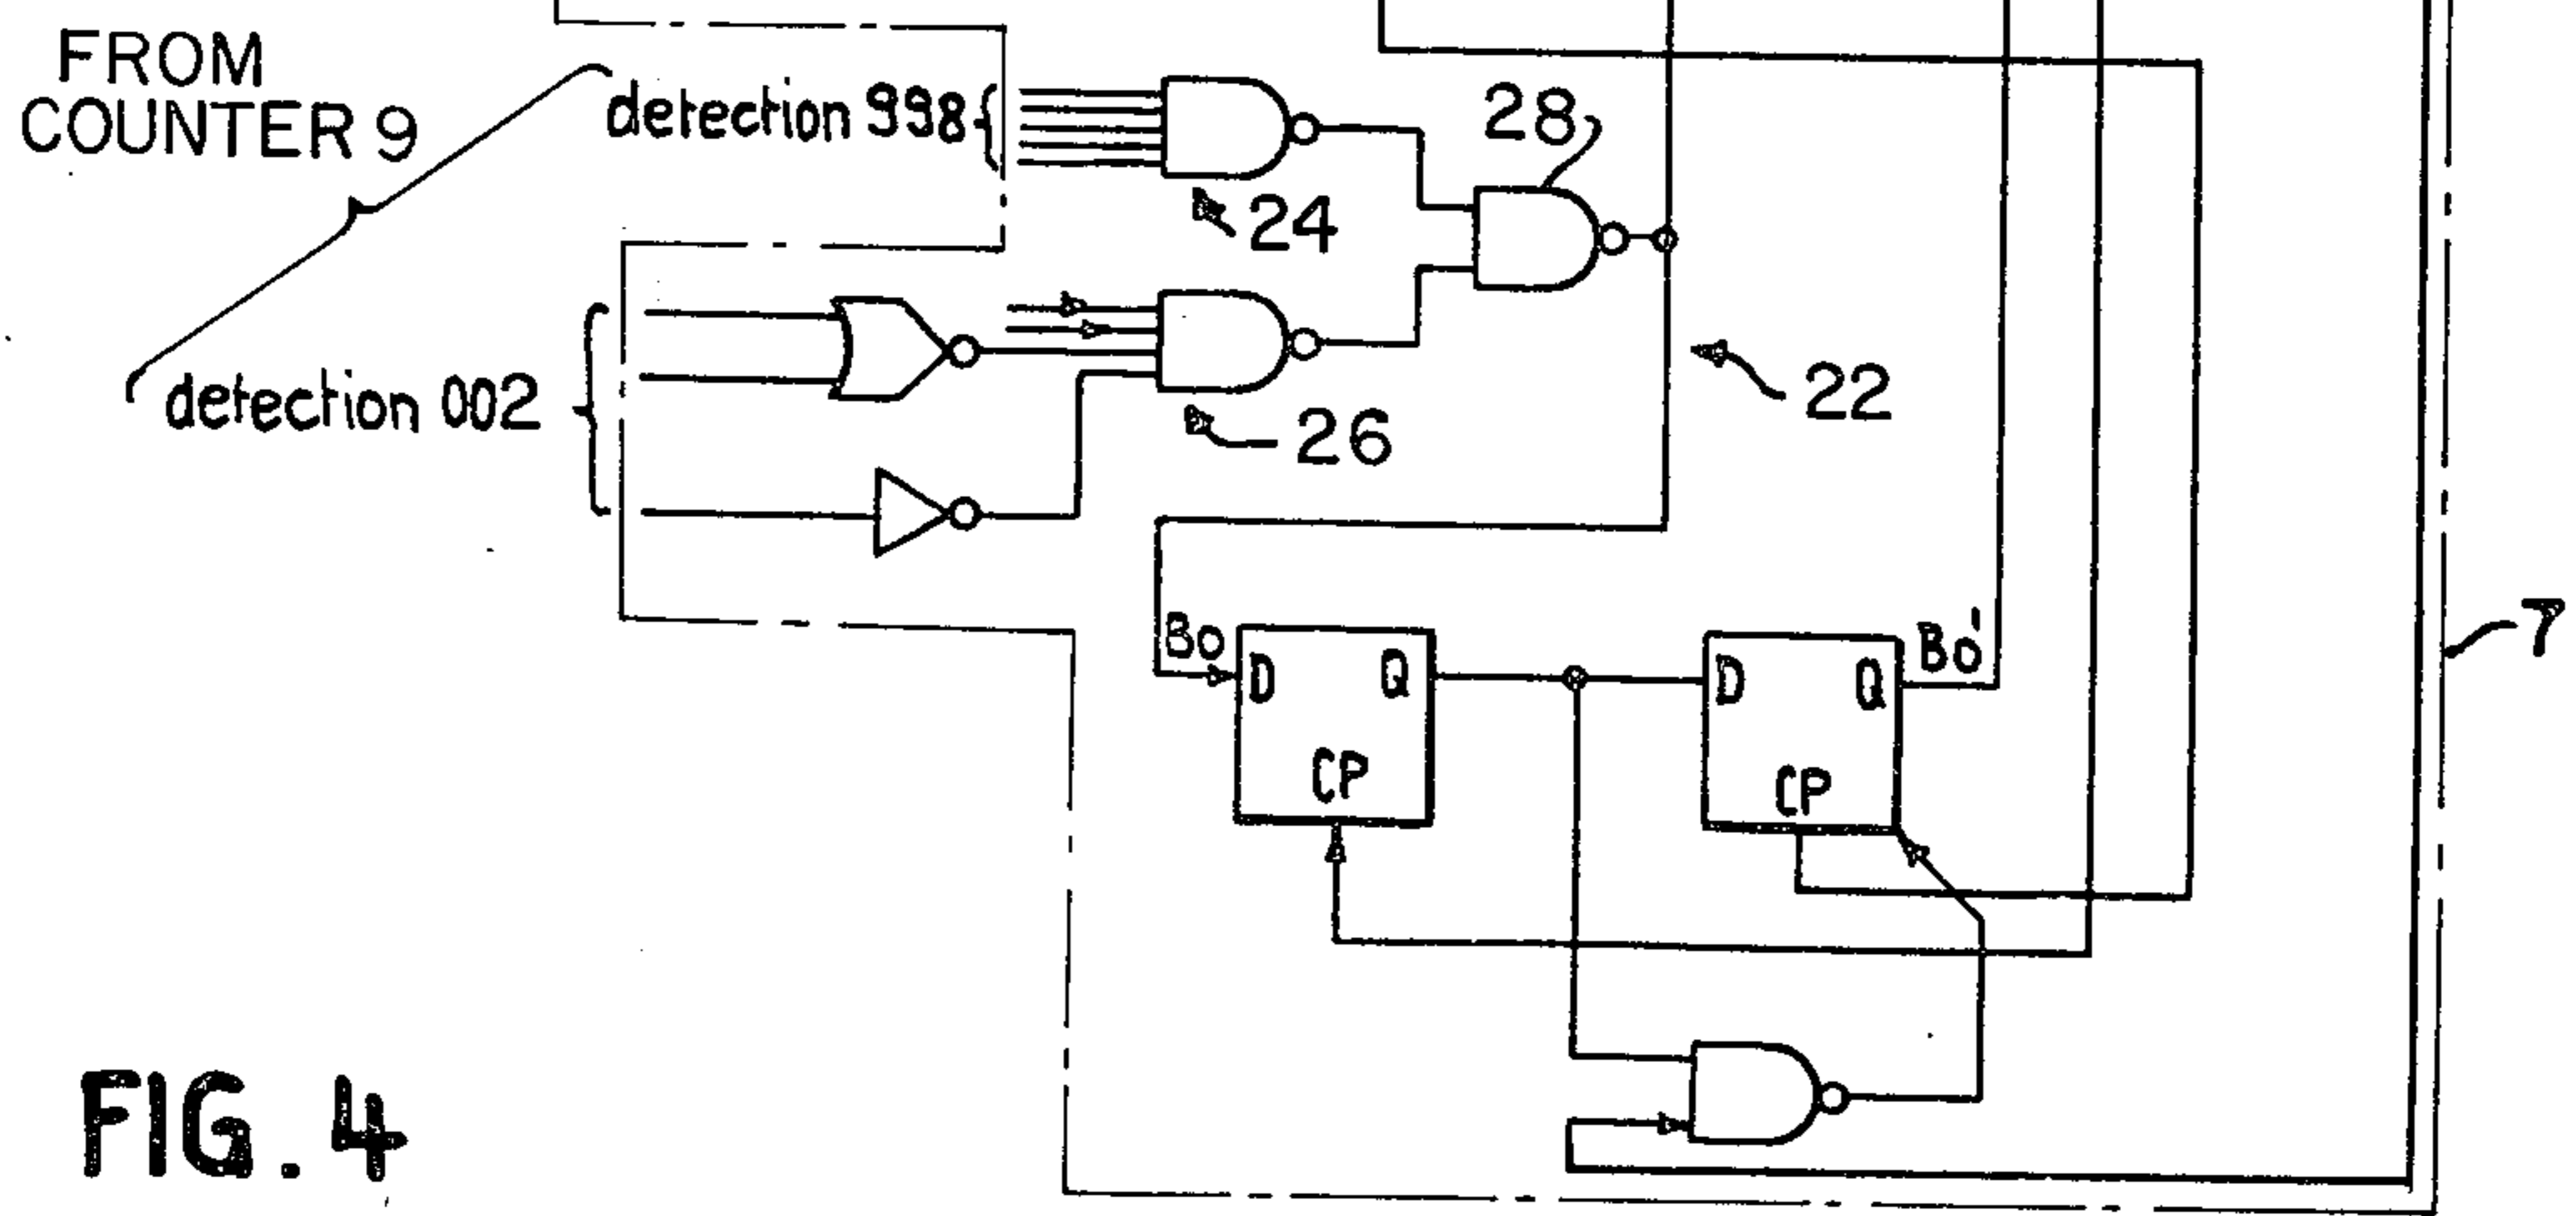 FROM
COUNTER 9
detection 998
28
24
detection 002
26
22
Bo
D
Q
CP
D
Q
CP
Bo'
7
FIG. 4